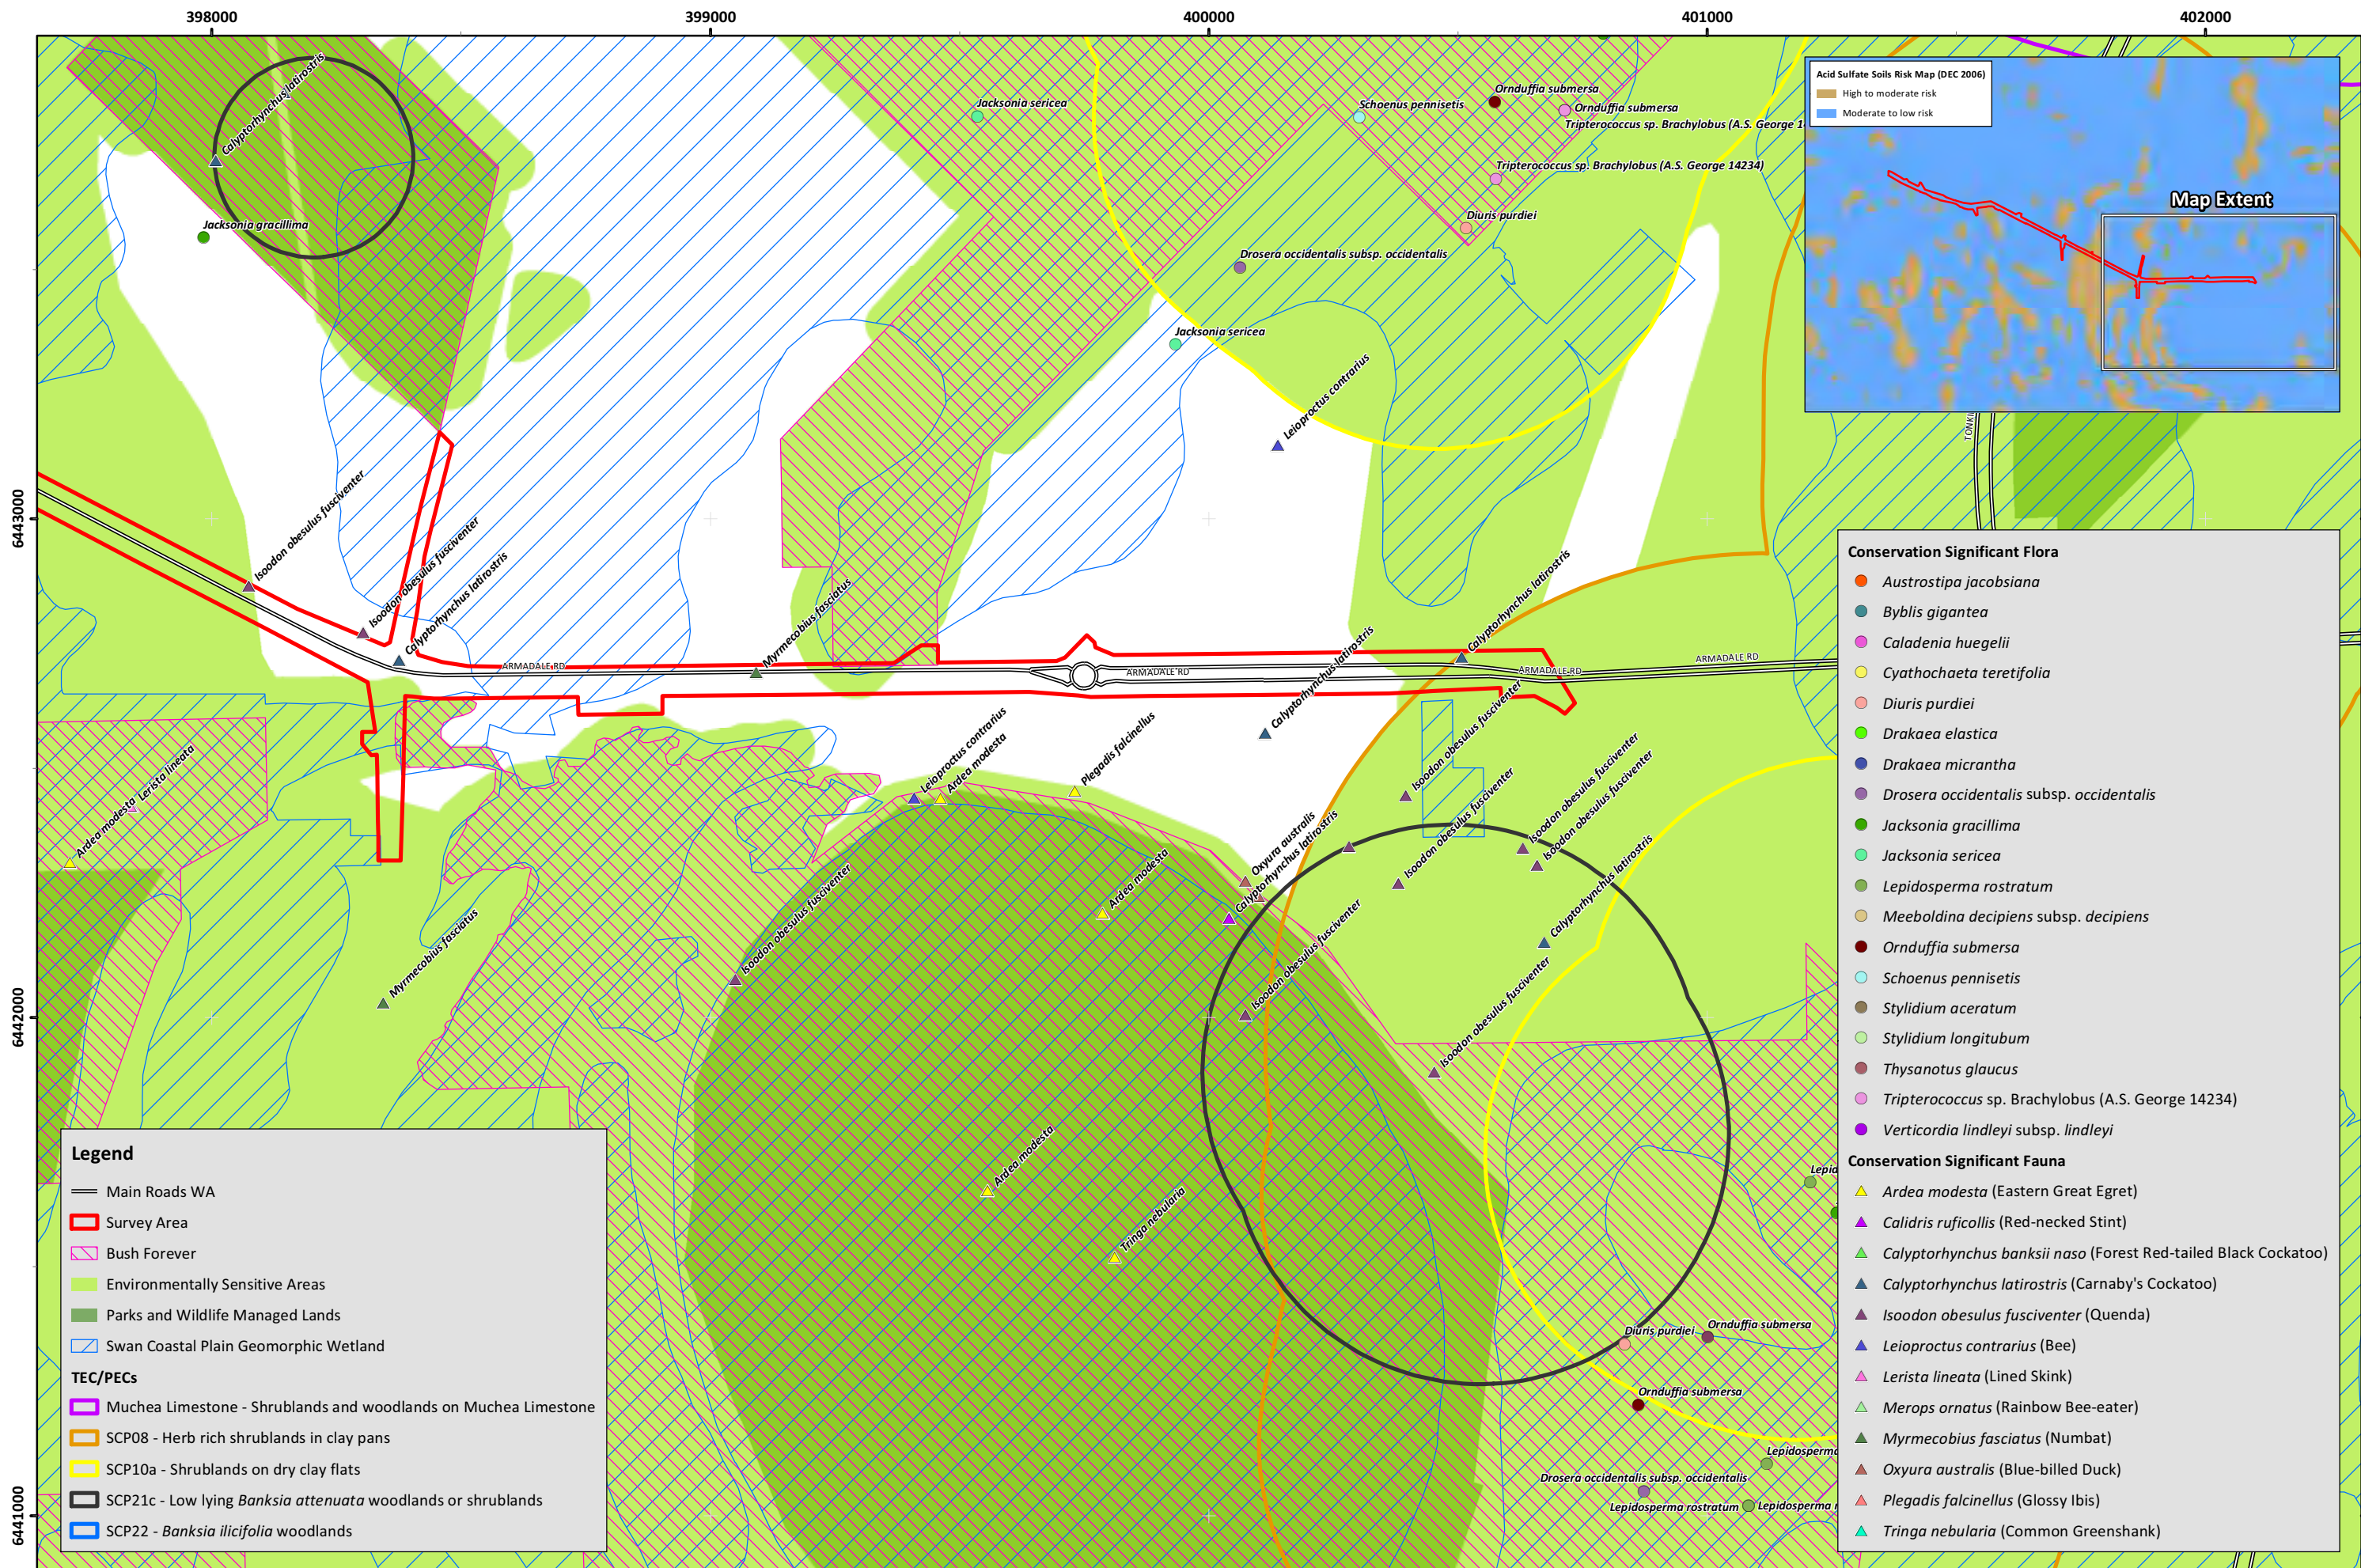 398000
399000
400000
401000
402000
6443000
6442000
6441000
Calyptorhynchus latirostris
Jacksonia gracillima
Jacksonia sericea
Schoenus pennisetis
Ornduffia submersa
Ornduffia submersa
Tripterococcus sp. Brachylobus (A.S. George 1
Tripterococcus sp. Brachylobus (A.S. George 14234)
Diuris purdiei
Drosera occidentalis subsp. occidentalis
Jacksonia sericea
Leioproctus contrarius
Isoodon obesulus fusciventer
Isoodon obesulus fusciventer
Calyptorhynchus latirostris
Myrmecobius fasciatus
Calyptorhynchus latirostris
Calyptorhynchus latirostris
ARMADALE RD
ARMADALE RD
ARMADALE RD
ARMADALE RD
TONKI
Isoodon obesulus fusciventer
Ardea modesta
Lerista lineata
Leioproctus contrarius
Ardea modesta
Plegadis falcinellus
Isoodon obesulus fusciventer
Isoodon obesulus fusciventer
Isoodon obesulus fusciventer
Oxyura australis
Calyptorhynchus latirostris
Ardea modesta
Isoodon obesulus fusciventer
Calyptorhynchus latirostris
Myrmecobius fasciatus
Isoodon obesulus fusciventer
Isoodon obesulus fusciventer
Ardea modesta
Tringa nebularia
Lepid
Diuris purdiei
Ornduffia submersa
Ornduffia submersa
Lepidosperma
Drosera occidentalis subsp. occidentalis
Lepidosperma rostratum
Lepidosperma r
Acid Sulfate Soils Risk Map (DEC 2006)
High to moderate risk
Moderate to low risk
Map Extent
Legend
Main Roads WA
Survey Area
Bush Forever
Environmentally Sensitive Areas
Parks and Wildlife Managed Lands
Swan Coastal Plain Geomorphic Wetland
TEC/PECs
Muchea Limestone - Shrublands and woodlands on Muchea Limestone
SCP08 - Herb rich shrublands in clay pans
SCP10a - Shrublands on dry clay flats
SCP21c - Low lying Banksia attenuata woodlands or shrublands
SCP22 - Banksia ilicifolia woodlands
Conservation Significant Flora
Austrostipa jacobsiana
Byblis gigantea
Caladenia huegelii
Cyathochaeta teretifolia
Diuris purdiei
Drakaea elastica
Drakaea micrantha
Drosera occidentalis subsp. occidentalis
Jacksonia gracillima
Jacksonia sericea
Lepidosperma rostratum
Meeboldina decipiens subsp. decipiens
Ornduffia submersa
Schoenus pennisetis
Stylidium aceratum
Stylidium longitubum
Thysanotus glaucus
Tripterococcus sp. Brachylobus (A.S. George 14234)
Verticordia lindleyi subsp. lindleyi
Conservation Significant Fauna
Ardea modesta (Eastern Great Egret)
Calidris ruficollis (Red-necked Stint)
Calyptorhynchus banksii naso (Forest Red-tailed Black Cockatoo)
Calyptorhynchus latirostris (Carnaby's Cockatoo)
Isoodon obesulus fusciventer (Quenda)
Leioproctus contrarius (Bee)
Lerista lineata (Lined Skink)
Merops ornatus (Rainbow Bee-eater)
Myrmecobius fasciatus (Numbat)
Oxyura australis (Blue-billed Duck)
Plegadis falcinellus (Glossy Ibis)
Tringa nebularia (Common Greenshank)